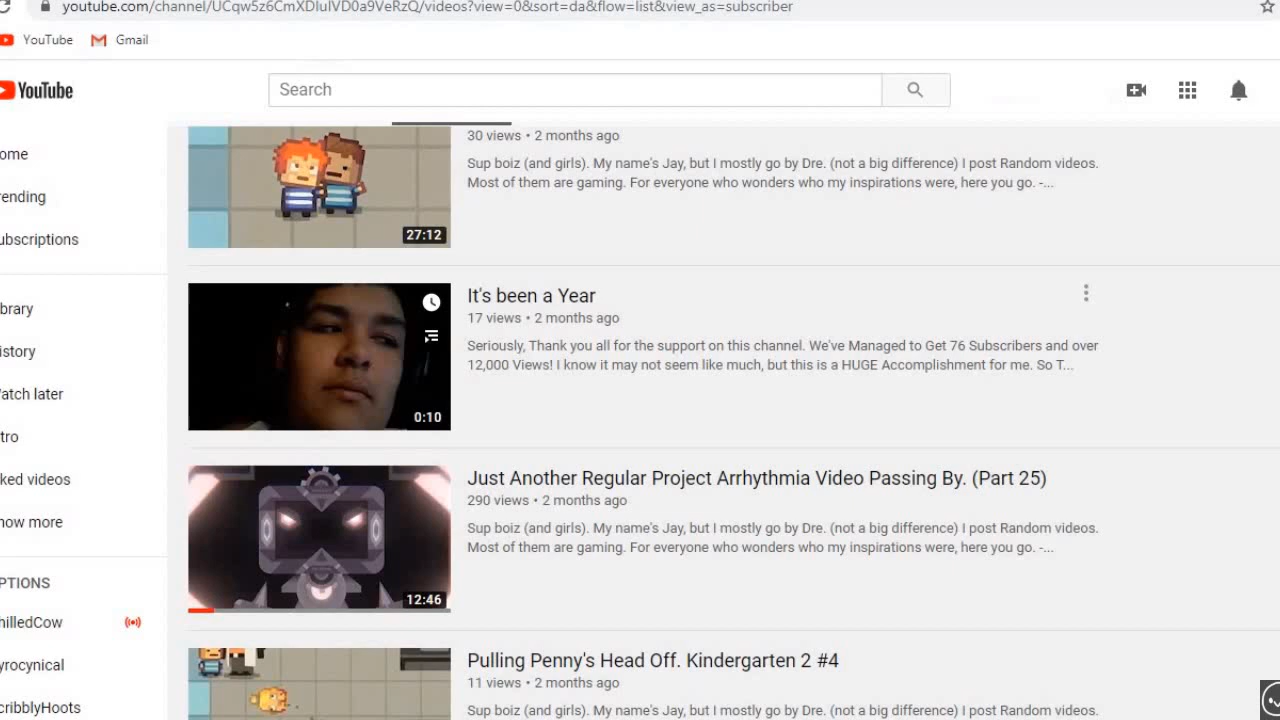 youtube.com/channel/UCqw5z6CmXDIuIVD0a9VeRzQ/videos?view=0&sort=da&flow=list&view_as=subscriber
YouTube Gmail
YouTube
Search
ome
rending
ubscriptions
ibrary
istory
atch later
tro
ked videos
how more
PTIONS
hilledCow
yrocynical
cribblyHoots
30 views • 2 months ago
Sup boiz (and girls). My name's Jay, but I mostly go by Dre. (not a big difference) I post Random videos.
Most of them are gaming. For everyone who wonders who my inspirations were, here you go. -...
27:12
It's been a Year
17 views • 2 months ago
Seriously, Thank you all for the support on this channel. We've Managed to Get 76 Subscribers and over
12,000 Views! I know it may not seem like much, but this is a HUGE Accomplishment for me. So T...
0:10
Just Another Regular Project Arrhythmia Video Passing By. (Part 25)
290 views • 2 months ago
Sup boiz (and girls). My name's Jay, but I mostly go by Dre. (not a big difference) I post Random videos.
Most of them are gaming. For everyone who wonders who my inspirations were, here you go. -...
12:46
Pulling Penny's Head Off. Kindergarten 2 #4
11 views • 2 months ago
Sup boiz (and girls). My name's Jay, but I mostly go by Dre. (not a big difference) I post Random videos.